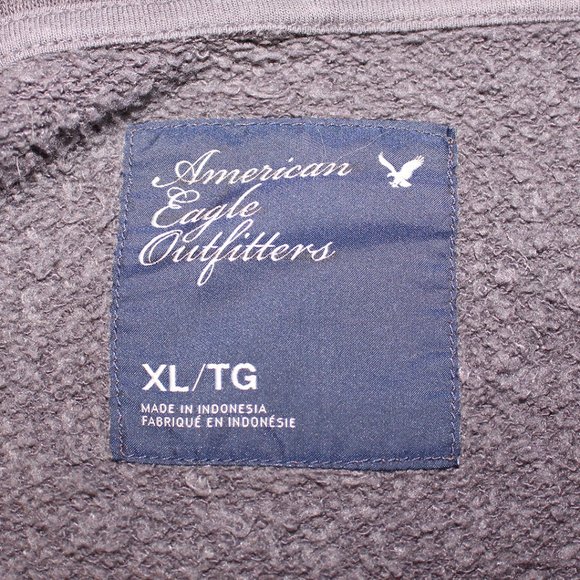 American
Eagle
Outfitters
XL/TG
MADE IN INDONESIA
FABRIQUÉ EN INDONÉSIE